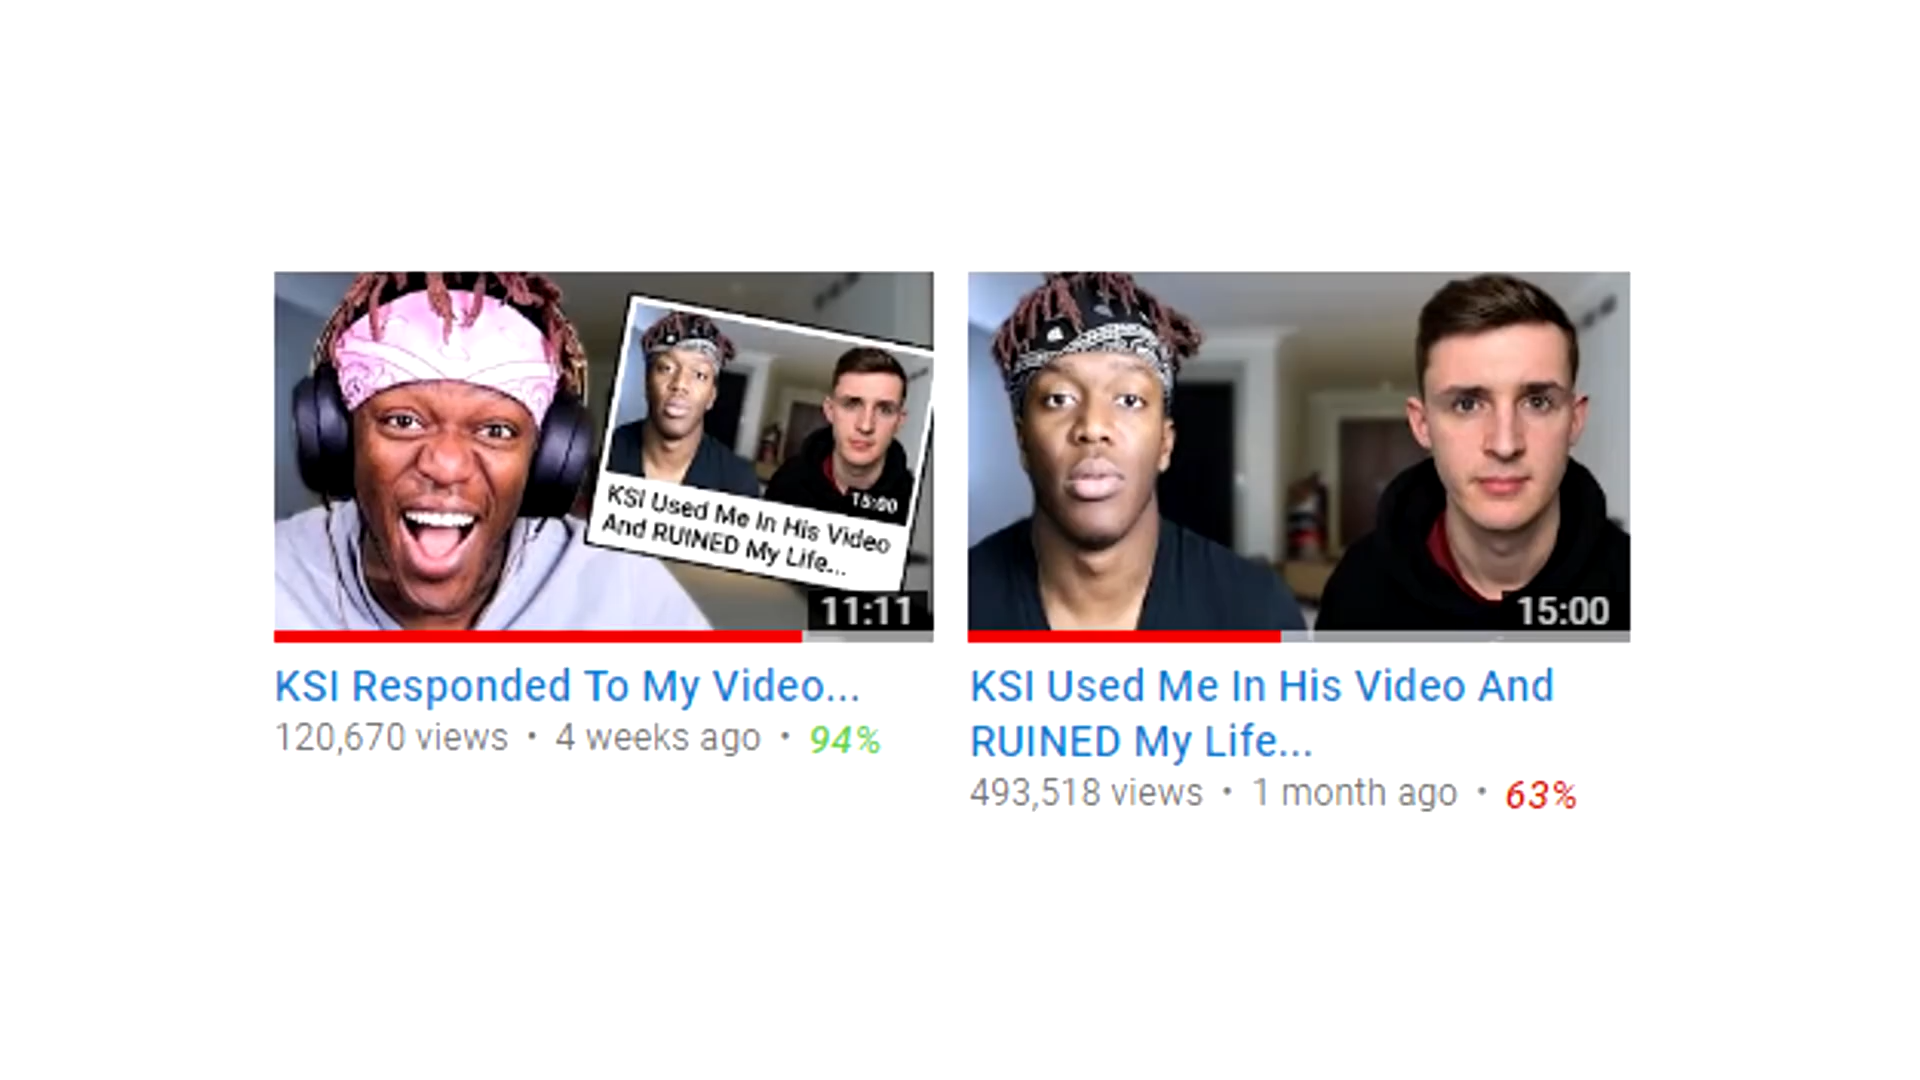 KSI Used Me In His Video
And RUINED My Life...
15:00
11:11
KSI Responded To My Video...
120,670 views • 4 weeks ago • 94%
15:00
KSI Used Me In His Video And
RUINED My Life...
493,518 views • 1 month ago • 63%